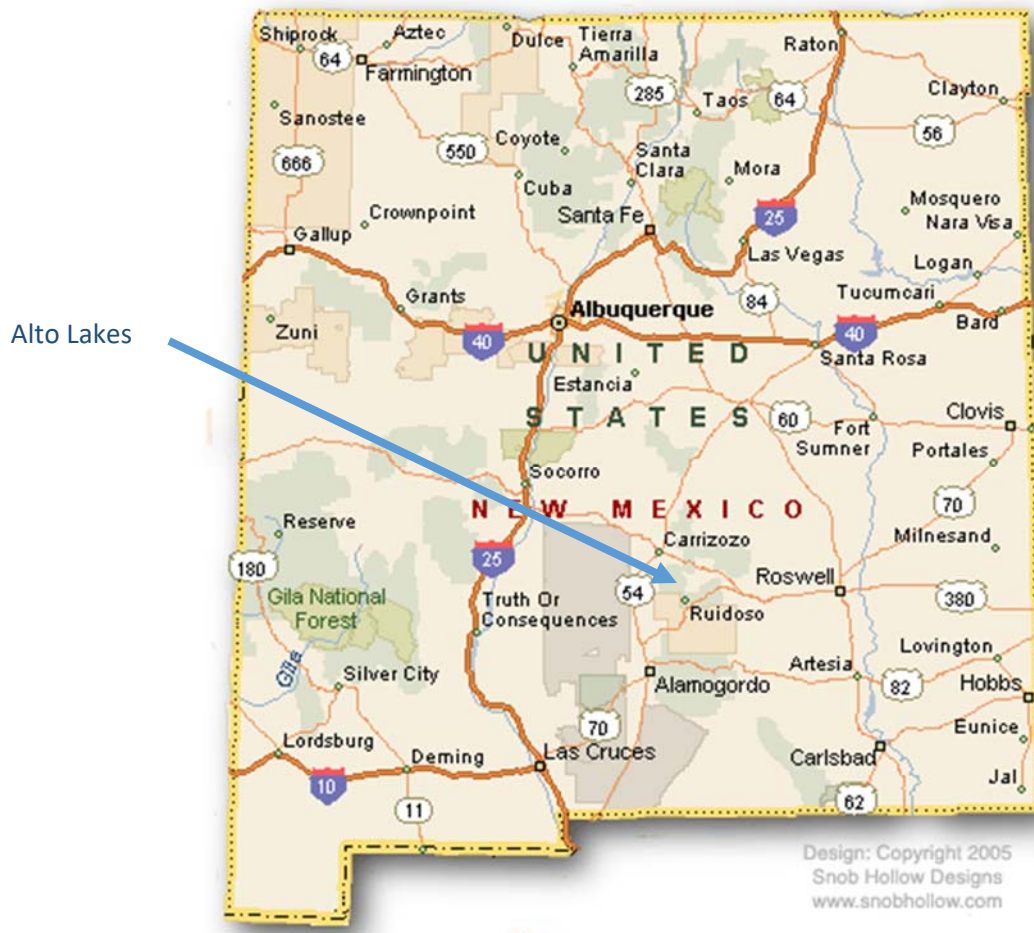 Shiprock
Aztec
Dulce
Tierra
Amarilla
Raton
64
Farmington
285
Taos
64
Clayton
Sanostee
56
666
550
Coyote
Santa
Clara
Mora
Cuba
Mosquero
Crownpoint
Santa Fe
25
Nara Visa
Gallup
Las Vegas
Logan
Grants
84
Tucumcari
Albuquerque
Bard
Alto Lakes
Zuni
40
40
UNITED
Santa Rosa
Estancia
STATES
60
Fort
Sumner
Clovis
Portales
Socorro
70
NEW MEXICO
Reserve
Carrizozo
Milnesand
25
180
54
Roswell
380
Gila National
Forest
Truth Or
Consequences
Ruidoso
Gila
Silver City
Alamogordo
Artesia
Lovington
82
Hobbs
70
Eunice
Lordsburg
Deming
Las Cruces
Carlsbad
10
Jal
11
62
Design: Copyright 2005
Snob Hollow Designs
www.snobhollow.com